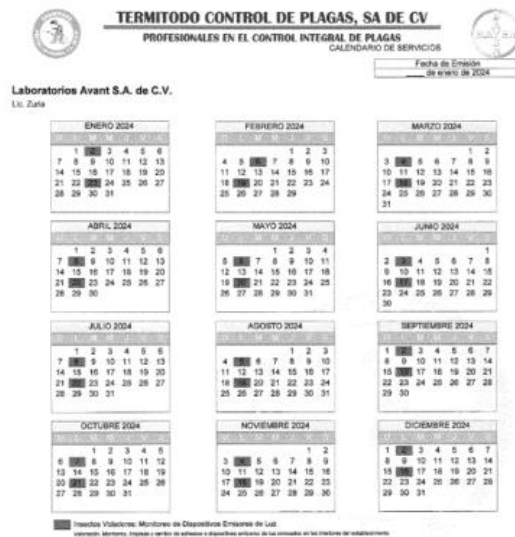 TERMITODO CONTROL DE PLAGAS, SA DE CV
PROFESIONALES EN EL CONTROL INTEGRAL DE PLAGAS
CALENDARIO DE SERVICIOS
Fecha de Emisión
____ de enero de 2024
Laboratorios Avant S.A. de C.V.
Lic. Zuria
ENERO 2024
D L M M J V S
1 2 3 4 5 6
7 8 9 10 11 12 13
14 15 16 17 18 19 20
21 22 23 24 25 26 27
28 29 30 31
FEBRERO 2024
D L M M J V S
1 2 3
4 5 6 7 8 9 10
11 12 13 14 15 16 17
18 19 20 21 22 23 24
25 26 27 28 29
MARZO 2024
D L M M J V S
1 2
3 4 5 6 7 8 9
10 11 12 13 14 15 16
17 18 19 20 21 22 23
24 25 26 27 28 29 30
31
ABRIL 2024
D L M M J V S
1 2 3 4 5 6
7 8 9 10 11 12 13
14 15 16 17 18 19 20
21 22 23 24 25 26 27
28 29 30
MAYO 2024
D L M M J V S
1 2 3 4
5 6 7 8 9 10 11
12 13 14 15 16 17 18
19 20 21 22 23 24 25
26 27 28 29 30 31
JUNIO 2024
D L M M J V S
1
2 3 4 5 6 7 8
9 10 11 12 13 14 15
16 17 18 19 20 21 22
23 24 25 26 27 28 29
30
JULIO 2024
D L M M J V S
1 2 3 4 5 6
7 8 9 10 11 12 13
14 15 16 17 18 19 20
21 22 23 24 25 26 27
28 29 30 31
AGOSTO 2024
D L M M J V S
1 2 3
4 5 6 7 8 9 10
11 12 13 14 15 16 17
18 19 20 21 22 23 24
25 26 27 28 29 30 31
SEPTIEMBRE 2024
D L M M J V S
1 2 3 4 5 6 7
8 9 10 11 12 13 14
15 16 17 18 19 20 21
22 23 24 25 26 27 28
29 30
OCTUBRE 2024
D L M M J V S
1 2 3 4 5
6 7 8 9 10 11 12
13 14 15 16 17 18 19
20 21 22 23 24 25 26
27 28 29 30 31
NOVIEMBRE 2024
D L M M J V S
1 2
3 4 5 6 7 8 9
10 11 12 13 14 15 16
17 18 19 20 21 22 23
24 25 26 27 28 29 30
DICIEMBRE 2024
D L M M J V S
1 2 3 4 5 6 7
8 9 10 11 12 13 14
15 16 17 18 19 20 21
22 23 24 25 26 27 28
29 30 31
Insectos Voladores: Monitoreo de Dispositivos Emisores de Luz
Valoración, Monitoreo, limpieza y cambio de adhesivo a dispositivos emisores de luz colocados en los interiores del establecimiento